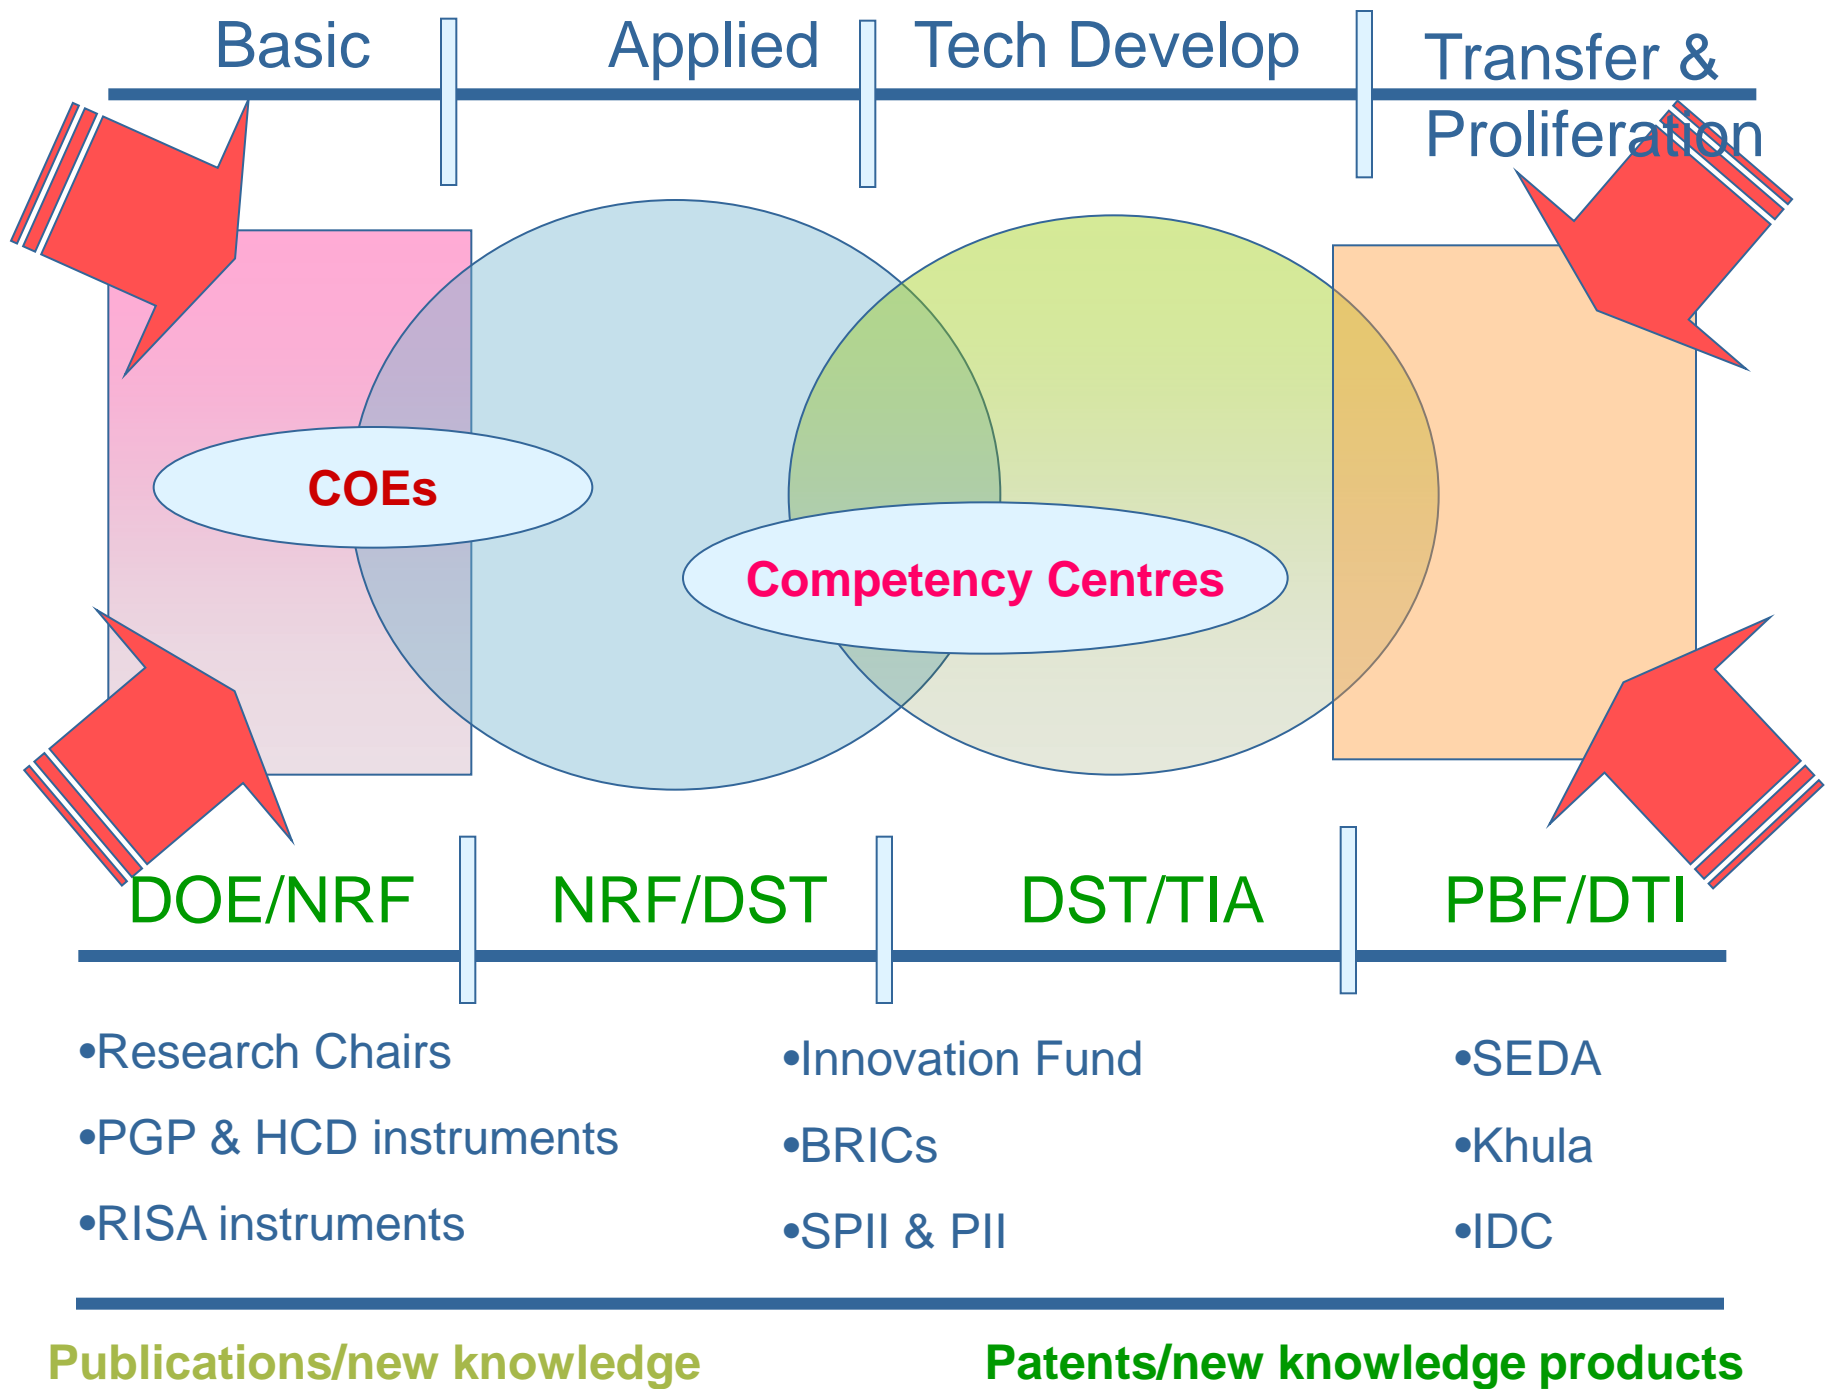 Basic
Applied
Tech Develop
Transfer &
Proliferation
COEs
Competency Centres
DOE/NRF
NRF/DST
DST/TIA
PBF/DTI
•Research Chairs
•PGP & HCD instruments
•RISA instruments
•Innovation Fund
•BRICs
•SPII & PII
•SEDA
•Khula
•IDC
Publications/new knowledge
Patents/new knowledge products